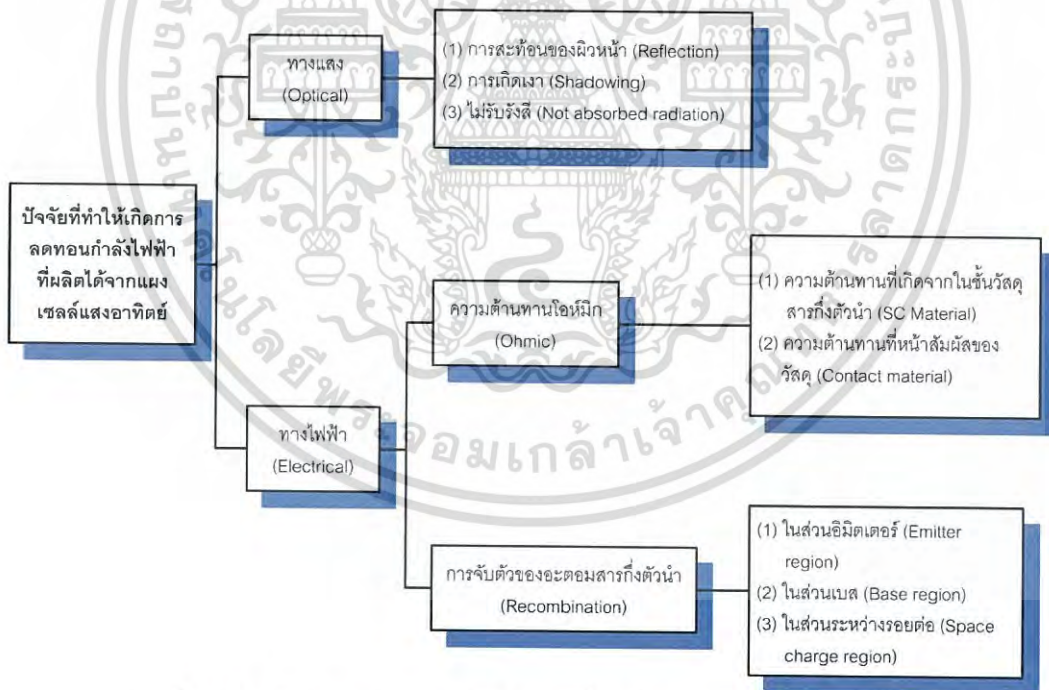 ทางแสง
(Optical)
(1) การสะท้อนของผิวหน้า (Reflection)
(2) การเกิดเงา (Shadowing)
(3) ไม่รับรังสี (Not absorbed radiation)
ปัจจัยที่ทำให้เกิดการ
ลดทอนกำลังไฟฟ้า
ที่ผลิตได้จากแผง
เซลล์แสงอาทิตย์
ความต้านทานโอห์มิก
(Ohmic)
(1) ความต้านทานที่เกิดจากในชั้นวัสดุ
สารกึ่งตัวนำ (SC Material)
(2) ความต้านทานที่หน้าสัมผัสของ
วัสดุ (Contact material)
ทางไฟฟ้า
(Electrical)
การจับตัวของอะตอมสารกึ่งตัวนำ
(Recombination)
(1) ในส่วนอิมิตเตอร์ (Emitter
region)
(2) ในส่วนเบส (Base region)
(3) ในส่วนระหว่างรอยต่อ (Space
charge region)